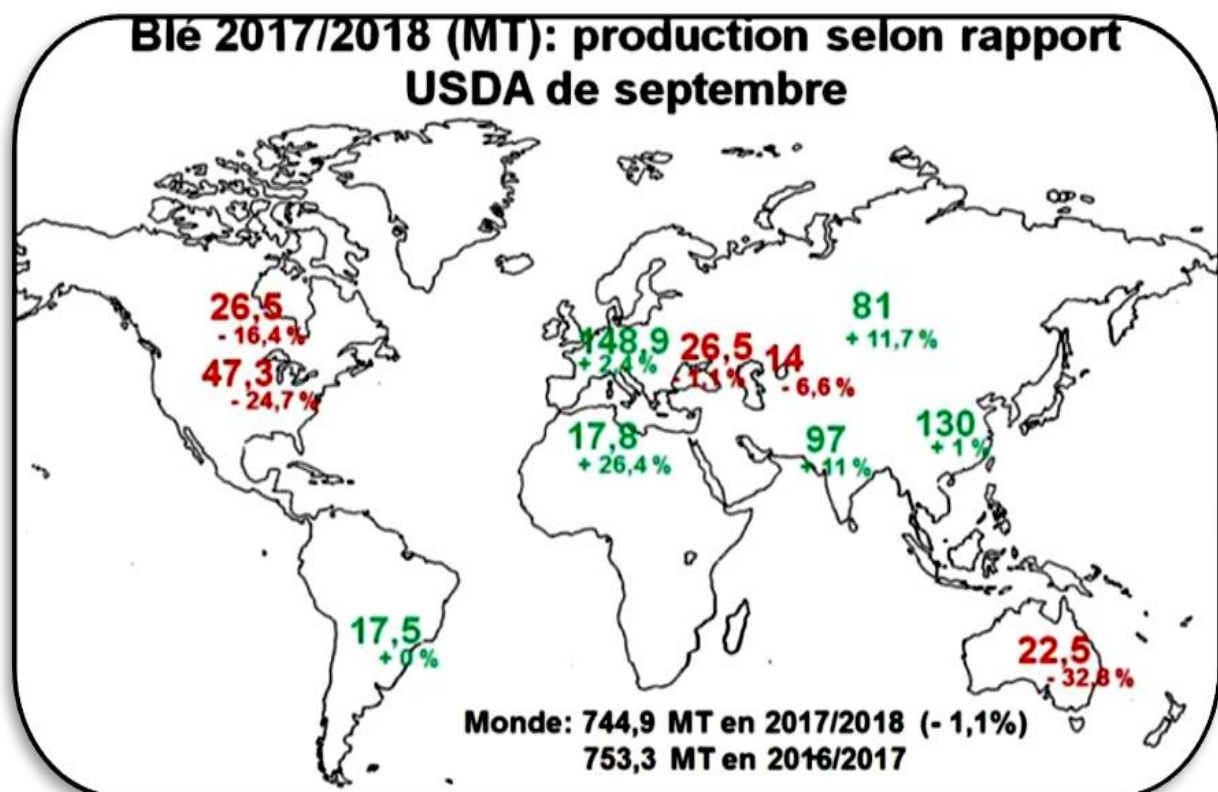 Blé 2017/2018 (MT): production selon rapport
USDA de septembre
26,5
- 16,4 %
47,3
- 24,7 %
148,9
+ 2,4 %
26,5
- 1,1 %
14
- 6,6 %
81
+ 11,7 %
17,8
+ 26,4 %
97
+ 11 %
130
+ 1 %
17,5
+ 0 %
22,5
- 32,8 %
Monde: 744,9 MT en 2017/2018 (- 1,1%)
753,3 MT en 2016/2017